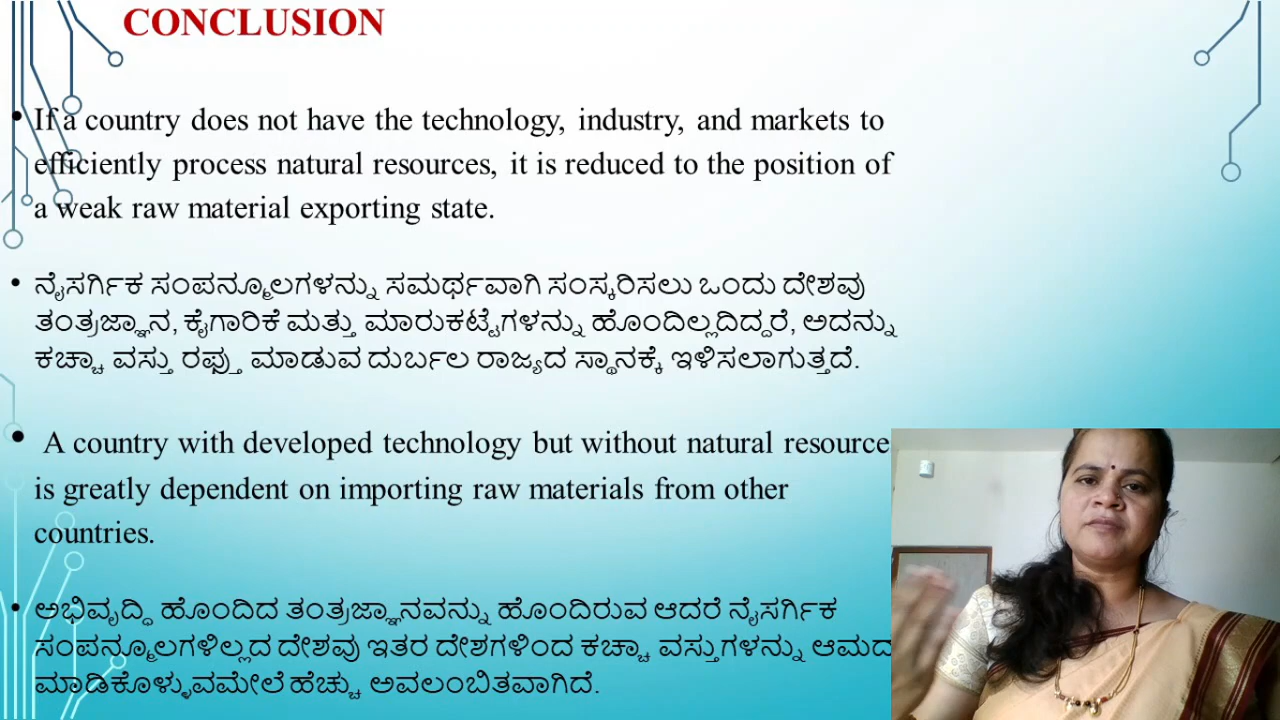 CONCLUSION
• If a country does not have the technology, industry, and markets to
efficiently process natural resources, it is reduced to the position of
a weak raw material exporting state.
• ನೈಸರ್ಗಿಕ ಸಂಪನ್ಮೂಲಗಳನ್ನು ಸಮರ್ಥವಾಗಿ ಸಂಸ್ಕರಿಸಲು ಒಂದು ದೇಶವು
ತಂತ್ರಜ್ಞಾನ, ಕೈಗಾರಿಕೆ ಮತ್ತು ಮಾರುಕಟ್ಟೆಗಳನ್ನು ಹೊಂದಿಲ್ಲದಿದ್ದರೆ, ಅದನ್ನು
ಕಚ್ಚಾ ವಸ್ತು ರಫ್ತು ಮಾಡುವ ದುರ್ಬಲ ರಾಜ್ಯದ ಸ್ಥಾನಕ್ಕೆ ಇಳಿಸಲಾಗುತ್ತದೆ.
• A country with developed technology but without natural resource
is greatly dependent on importing raw materials from other
countries.
• ಅಭಿವೃದ್ಧಿ ಹೊಂದಿದ ತಂತ್ರಜ್ಞಾನವನ್ನು ಹೊಂದಿರುವ ಆದರೆ ನೈಸರ್ಗಿಕ
ಸಂಪನ್ಮೂಲಗಳಿಲ್ಲದ ದೇಶವು ಇತರ ದೇಶಗಳಿಂದ ಕಚ್ಚಾ ವಸ್ತುಗಳನ್ನು ಆಮದ
ಮಾಡಿಕೊಳ್ಳುವಮೇಲೆ ಹೆಚ್ಚು ಅವಲಂಬಿತವಾಗಿದೆ.